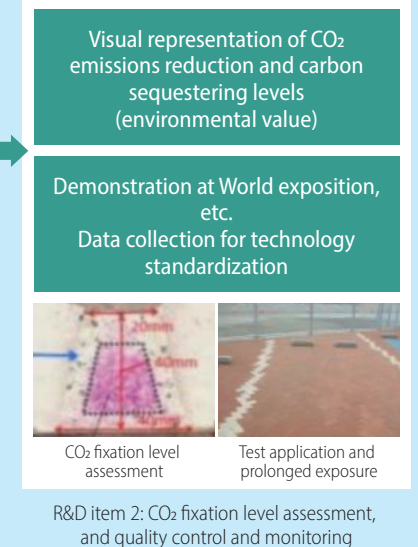 Visual representation of CO₂
emissions reduction and carbon
sequestering levels
(environmental value)
Demonstration at World exposition,
etc.
Data collection for technology
standardization
20mm
40mm
CO₂ fixation level
assessment
Test application and
prolonged exposure
R&D item 2: CO₂ fixation level assessment,
and quality control and monitoring